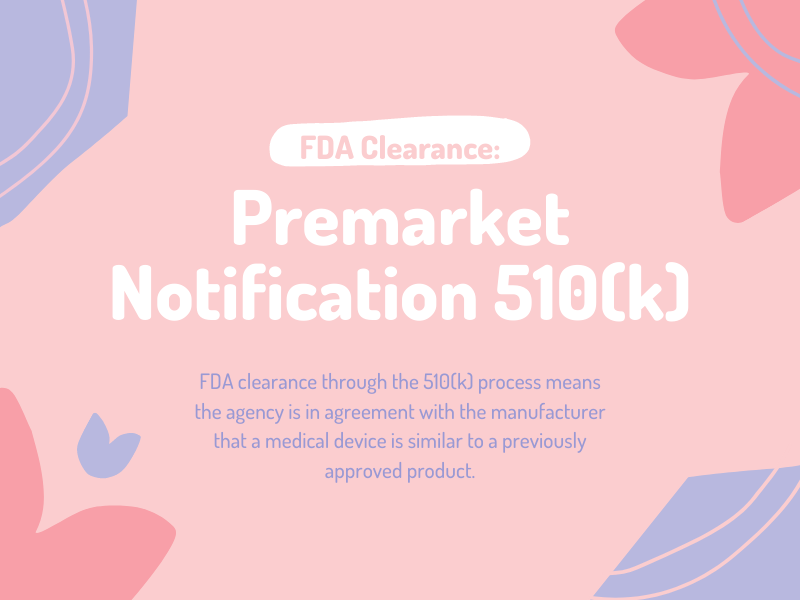 FDA Clearance:
Premarket
Notification 510(k)
FDA clearance through the 510(k) process means
the agency is in agreement with the manufacturer
that a medical device is similar to a previously
approved product.